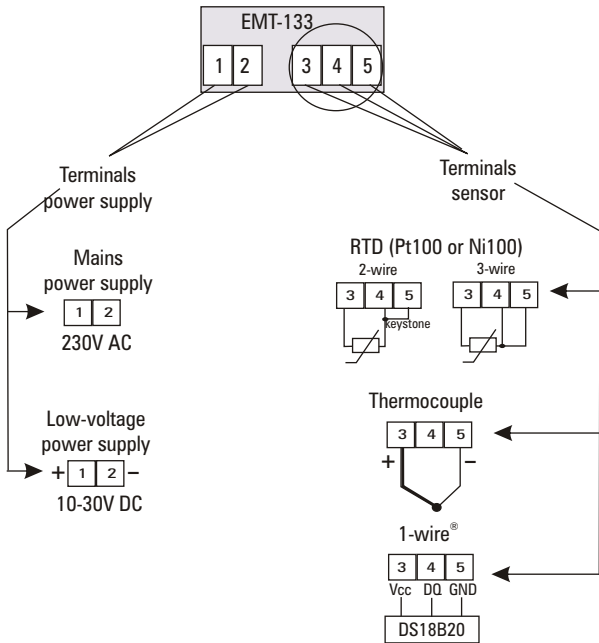 EMT-133
1 2 3 4 5
Terminals
power supply
Terminals
sensor
Mains
power supply
1 2
230V AC
Low-voltage
power supply
+ 1 2 –
10-30V DC
RTD (Pt100 or Ni100)
2-wire
3 4 5
keystone
3-wire
3 4 5
Thermocouple
3 4 5
+ –
1-wire®
3 4 5
Vcc DQ GND
DS18B20